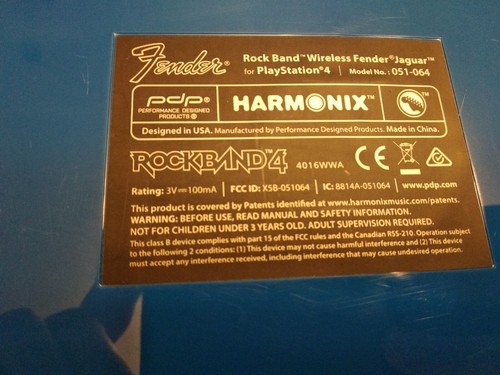 Fender®
Rock Band™ Wireless Fender® Jaguar™
for PlayStation®4 | Model No.: 051-064
pdp®
PERFORMANCE DESIGNED
PRODUCTS
HARMONIX™
Designed in USA. Manufactured by Performance Designed Products. Made in China.
ROCKBAND™4 4016WWA CE
Rating: 3V⎓100mA | FCC ID: X5B-051064 | IC: 8814A-051064 | www.pdp.com
This product is covered by Patents identified at www.harmonixmusic.com/patents.
WARNING: BEFORE USE, READ MANUAL AND SAFETY INFORMATION.
NOT FOR CHILDREN UNDER 3 YEARS OLD. ADULT SUPERVISION REQUIRED.
This class B device complies with part 15 of the FCC rules and the Canadian RSS-210. Operation subject
to the following 2 conditions: (1) This device may not cause harmful interference and (2) This device
must accept any interference received, including interference that may cause undesired operation.